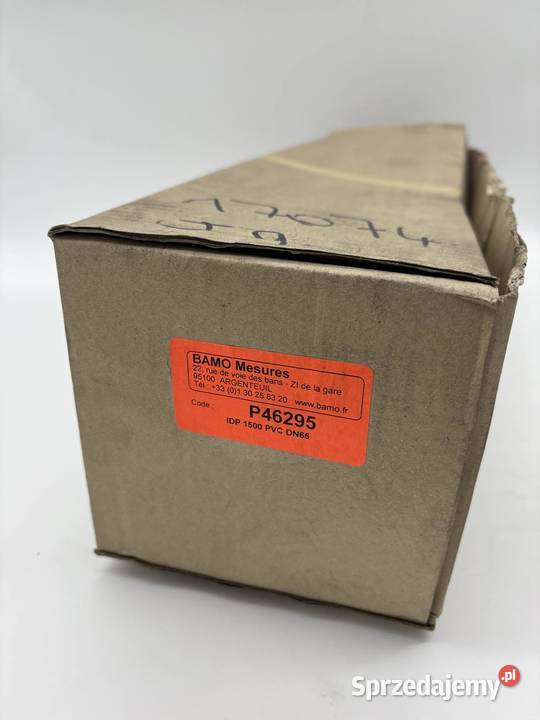 17074
BAMO Mesures
22, rue de voie des bans - ZI de la gare
95100 ARGENTEUIL
Tél : +33 (0)1 30 25 83 20 www.bamo.fr
Code : P46295
IDP 1500 PVC DN65
Sprzedajemy.pl